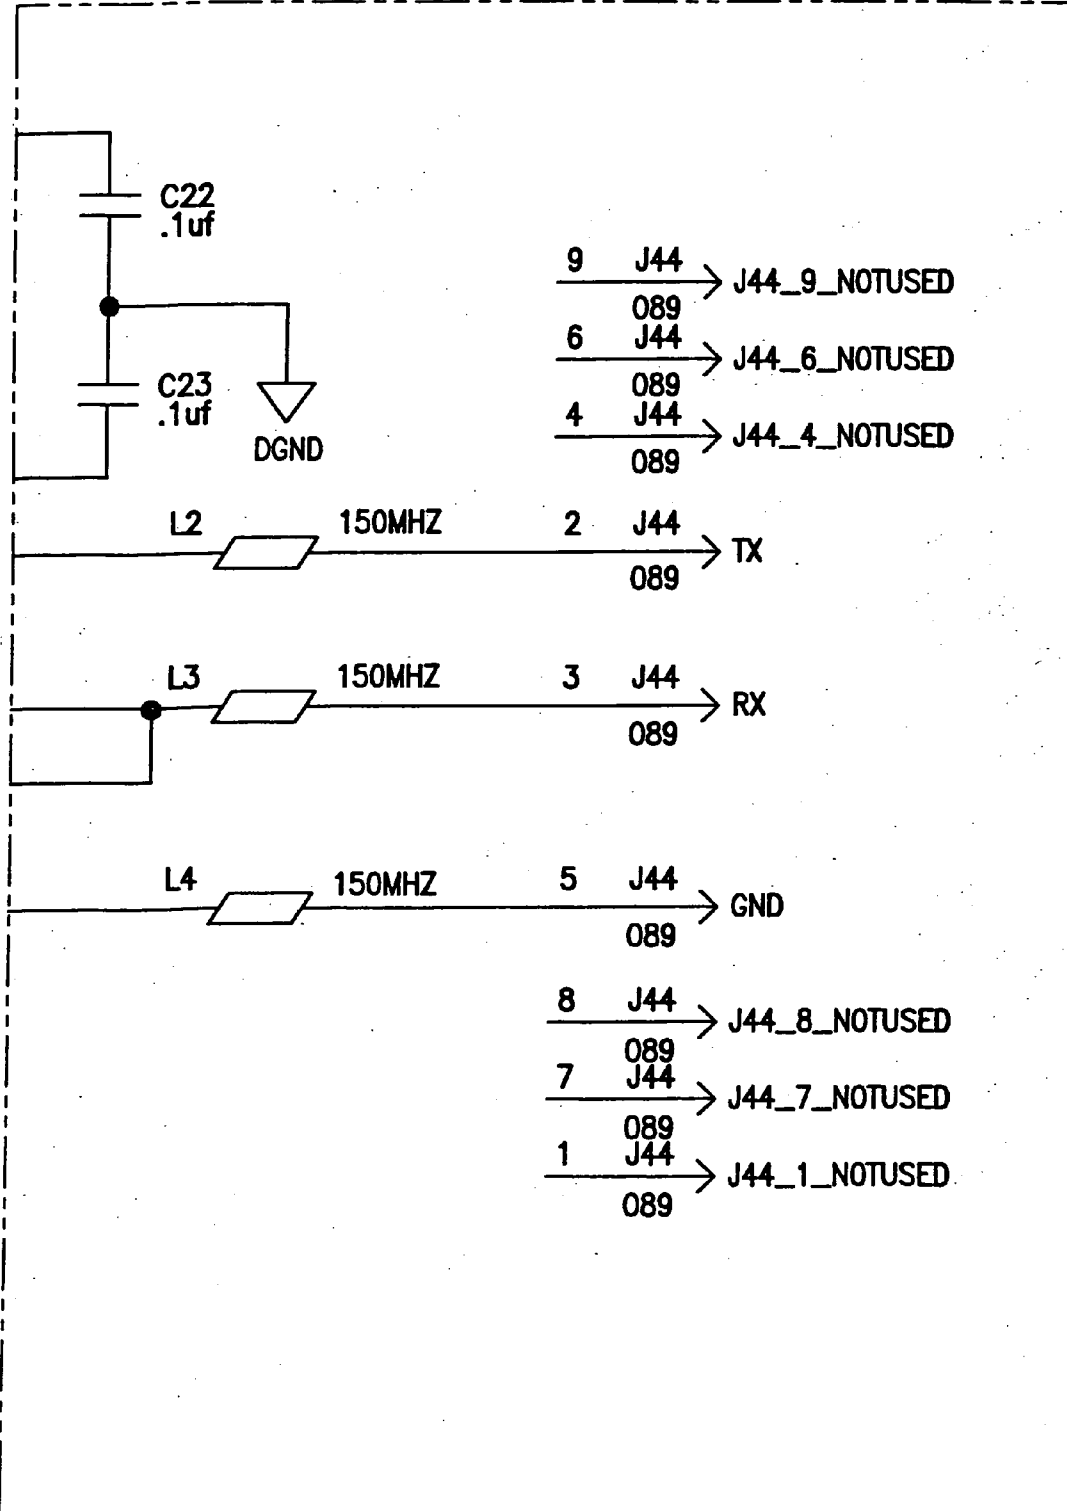 C22
.1uf
9 J44
J44_9_NOTUSED
089
6 J44
J44_6_NOTUSED
089
C23
.1uf
4 J44
J44_4_NOTUSED
089
DGND
L2 150MHZ 2 J44
TX
089
L3 150MHZ 3 J44
RX
089
L4 150MHZ 5 J44
GND
089
8 J44
J44_8_NOTUSED
089
7 J44
J44_7_NOTUSED
089
1 J44
J44_1_NOTUSED
089